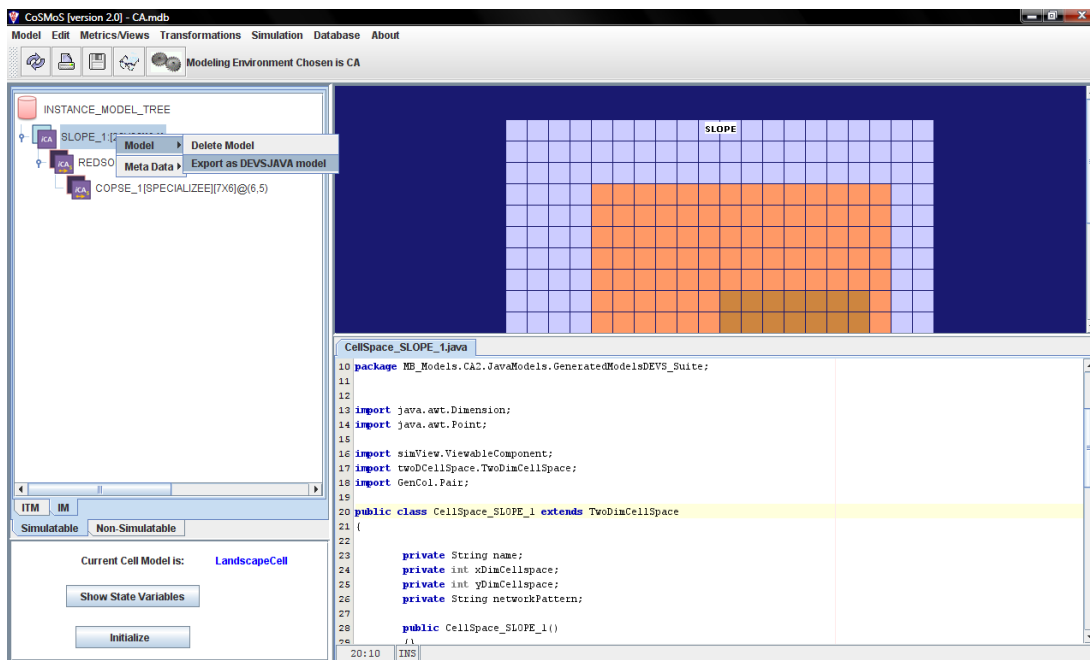 CoSMoS [version 2.0] - CA.mdb
Model Edit Metrics/Views Transformations Simulation Database About
Modeling Environment Chosen is CA
INSTANCE_MODEL_TREE
SLOPE_1:[
Model Delete Model
REDSO
Meta Data Export as DEVSJAVA model
COPSE_1[SPECIALIZEE][7X6]@(6,5)
ITM IM
Simulatable Non-Simulatable
Current Cell Model is: LandscapeCell
Show State Variables
Initialize
SLOPE
CellSpace_SLOPE_1.java
10 package MB_Models.CA2.JavaModels.GeneratedModelsDEVS_Suite;
11
12
13 import java.awt.Dimension;
14 import java.awt.Point;
15
16 import simView.ViewableComponent;
17 import twoDCellSpace.TwoDimCellSpace;
18 import GenCol.Pair;
19
20 public class CellSpace_SLOPE_1 extends TwoDimCellSpace
21 {
22
23 private String name;
24 private int xDimCellspace;
25 private int yDimCellspace;
26 private String networkPattern;
27
28 public CellSpace_SLOPE_1()
29 {}
20:10 INS